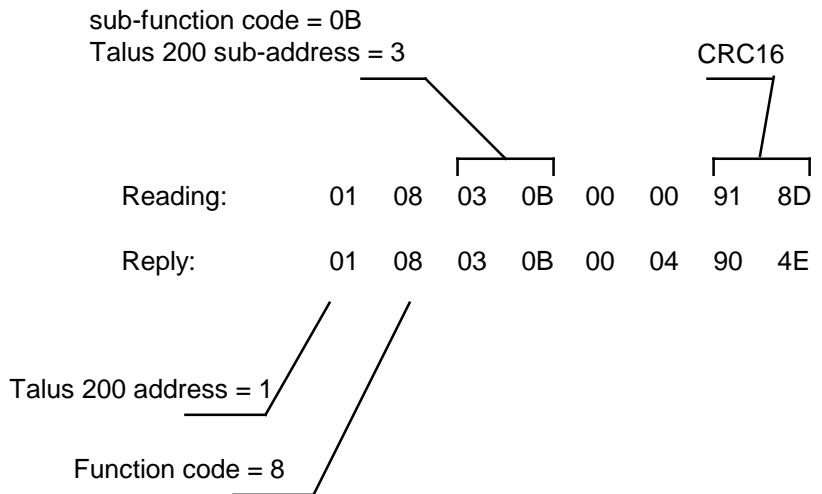 sub-function code = 0B
Talus 200 sub-address = 3
CRC16
Reading: 01 08 03 0B 00 00 91 8D
Reply: 01 08 03 0B 00 04 90 4E
Talus 200 address = 1
Function code = 8